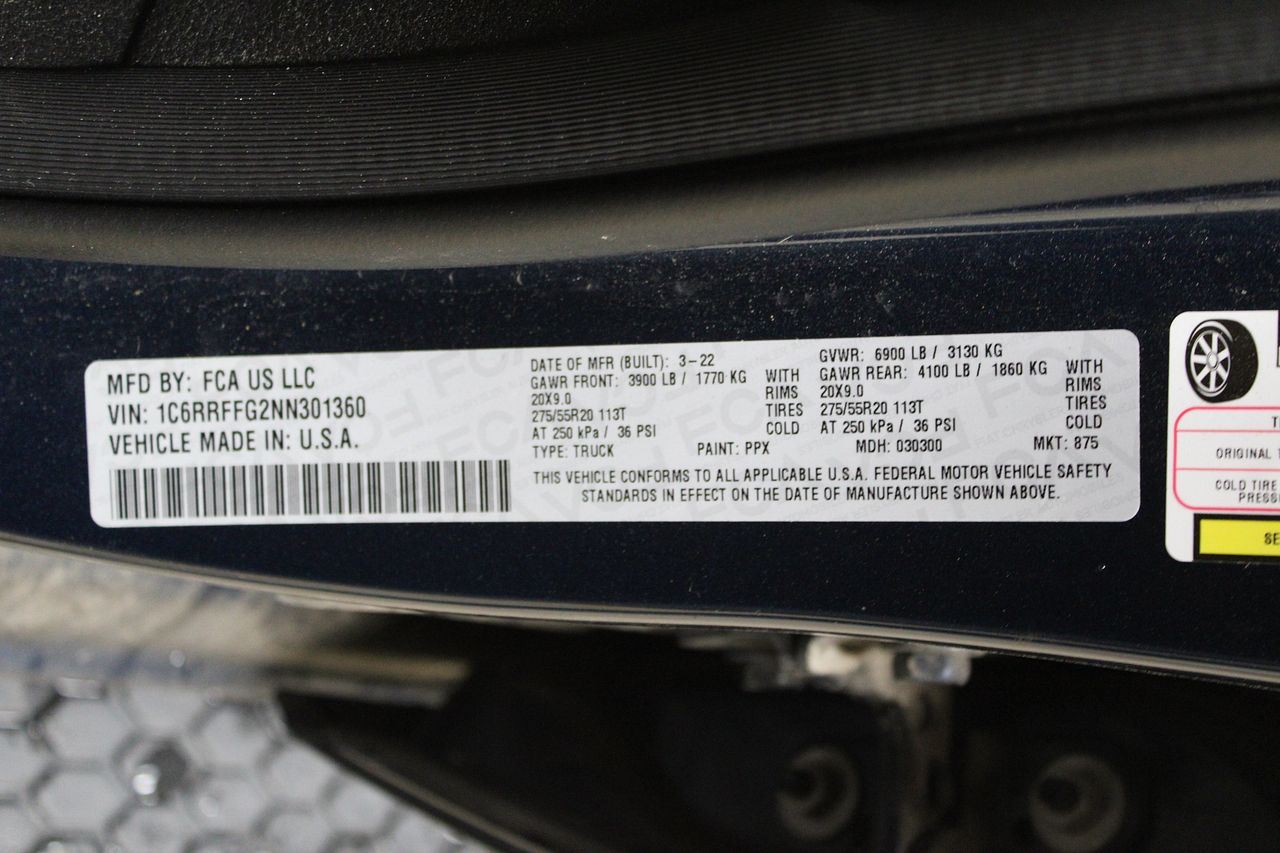 MFD BY: FCA US LLC
VIN: 1C6RRFFG2NN301360
VEHICLE MADE IN: U.S.A.
DATE OF MFR (BUILT): 3-22
GAWR FRONT: 3900 LB / 1770 KG WITH
20X9.0 RIMS
275/55R20 113T TIRES
AT 250 kPa / 36 PSI COLD
TYPE: TRUCK PAINT: PPX
GVWR: 6900 LB / 3130 KG
GAWR REAR: 4100 LB / 1860 KG WITH
20X9.0 RIMS
275/55R20 113T TIRES
AT 250 kPa / 36 PSI COLD
MDH: 030300 MKT: 875
THIS VEHICLE CONFORMS TO ALL APPLICABLE U.S.A. FEDERAL MOTOR VEHICLE SAFETY
STANDARDS IN EFFECT ON THE DATE OF MANUFACTURE SHOWN ABOVE.
ORIGINAL
COLD TIRE